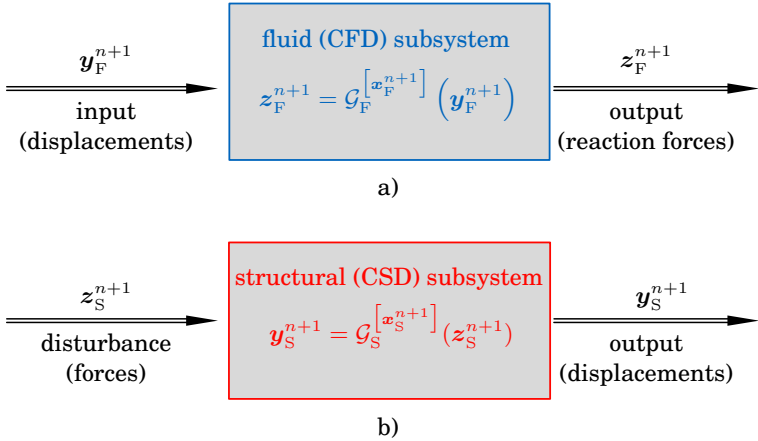 fluid (CFD) subsystem
y_F^{n+1}
z_F^{n+1} = G_F^{[x_F^{n+1}]} (y_F^{n+1})
z_F^{n+1}
input
(displacements)
output
(reaction forces)
a)
structural (CSD) subsystem
z_S^{n+1}
y_S^{n+1} = G_S^{[x_S^{n+1}]} (z_S^{n+1})
y_S^{n+1}
disturbance
(forces)
output
(displacements)
b)